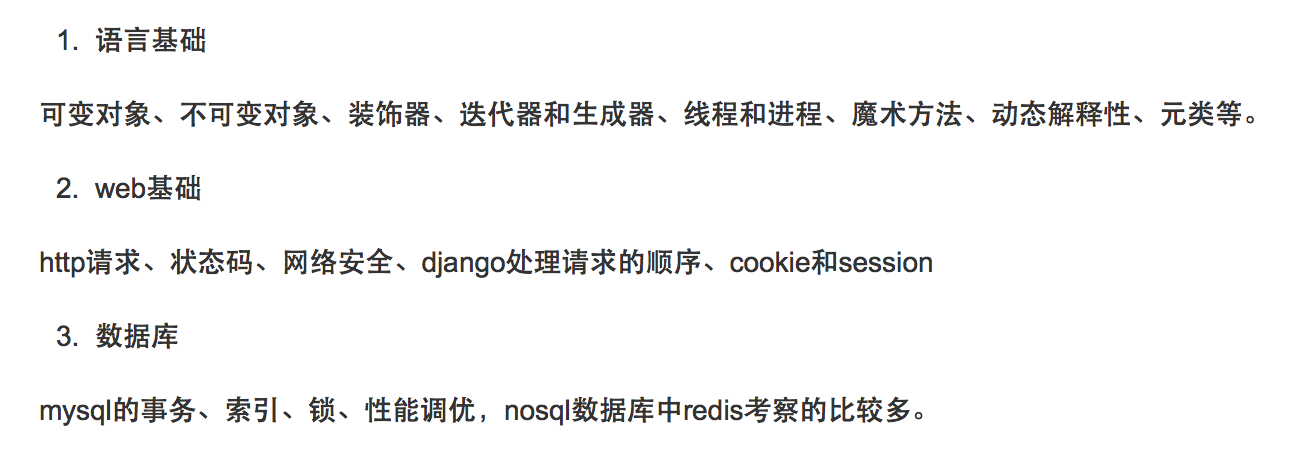 1. 语言基础
可变对象、不可变对象、装饰器、迭代器和生成器、线程和进程、魔术方法、动态解释性、元类等。
2. web基础
http请求、状态码、网络安全、django处理请求的顺序、cookie和session
3. 数据库
mysql的事务、索引、锁、性能调优，nosql数据库中redis考察的比较多。